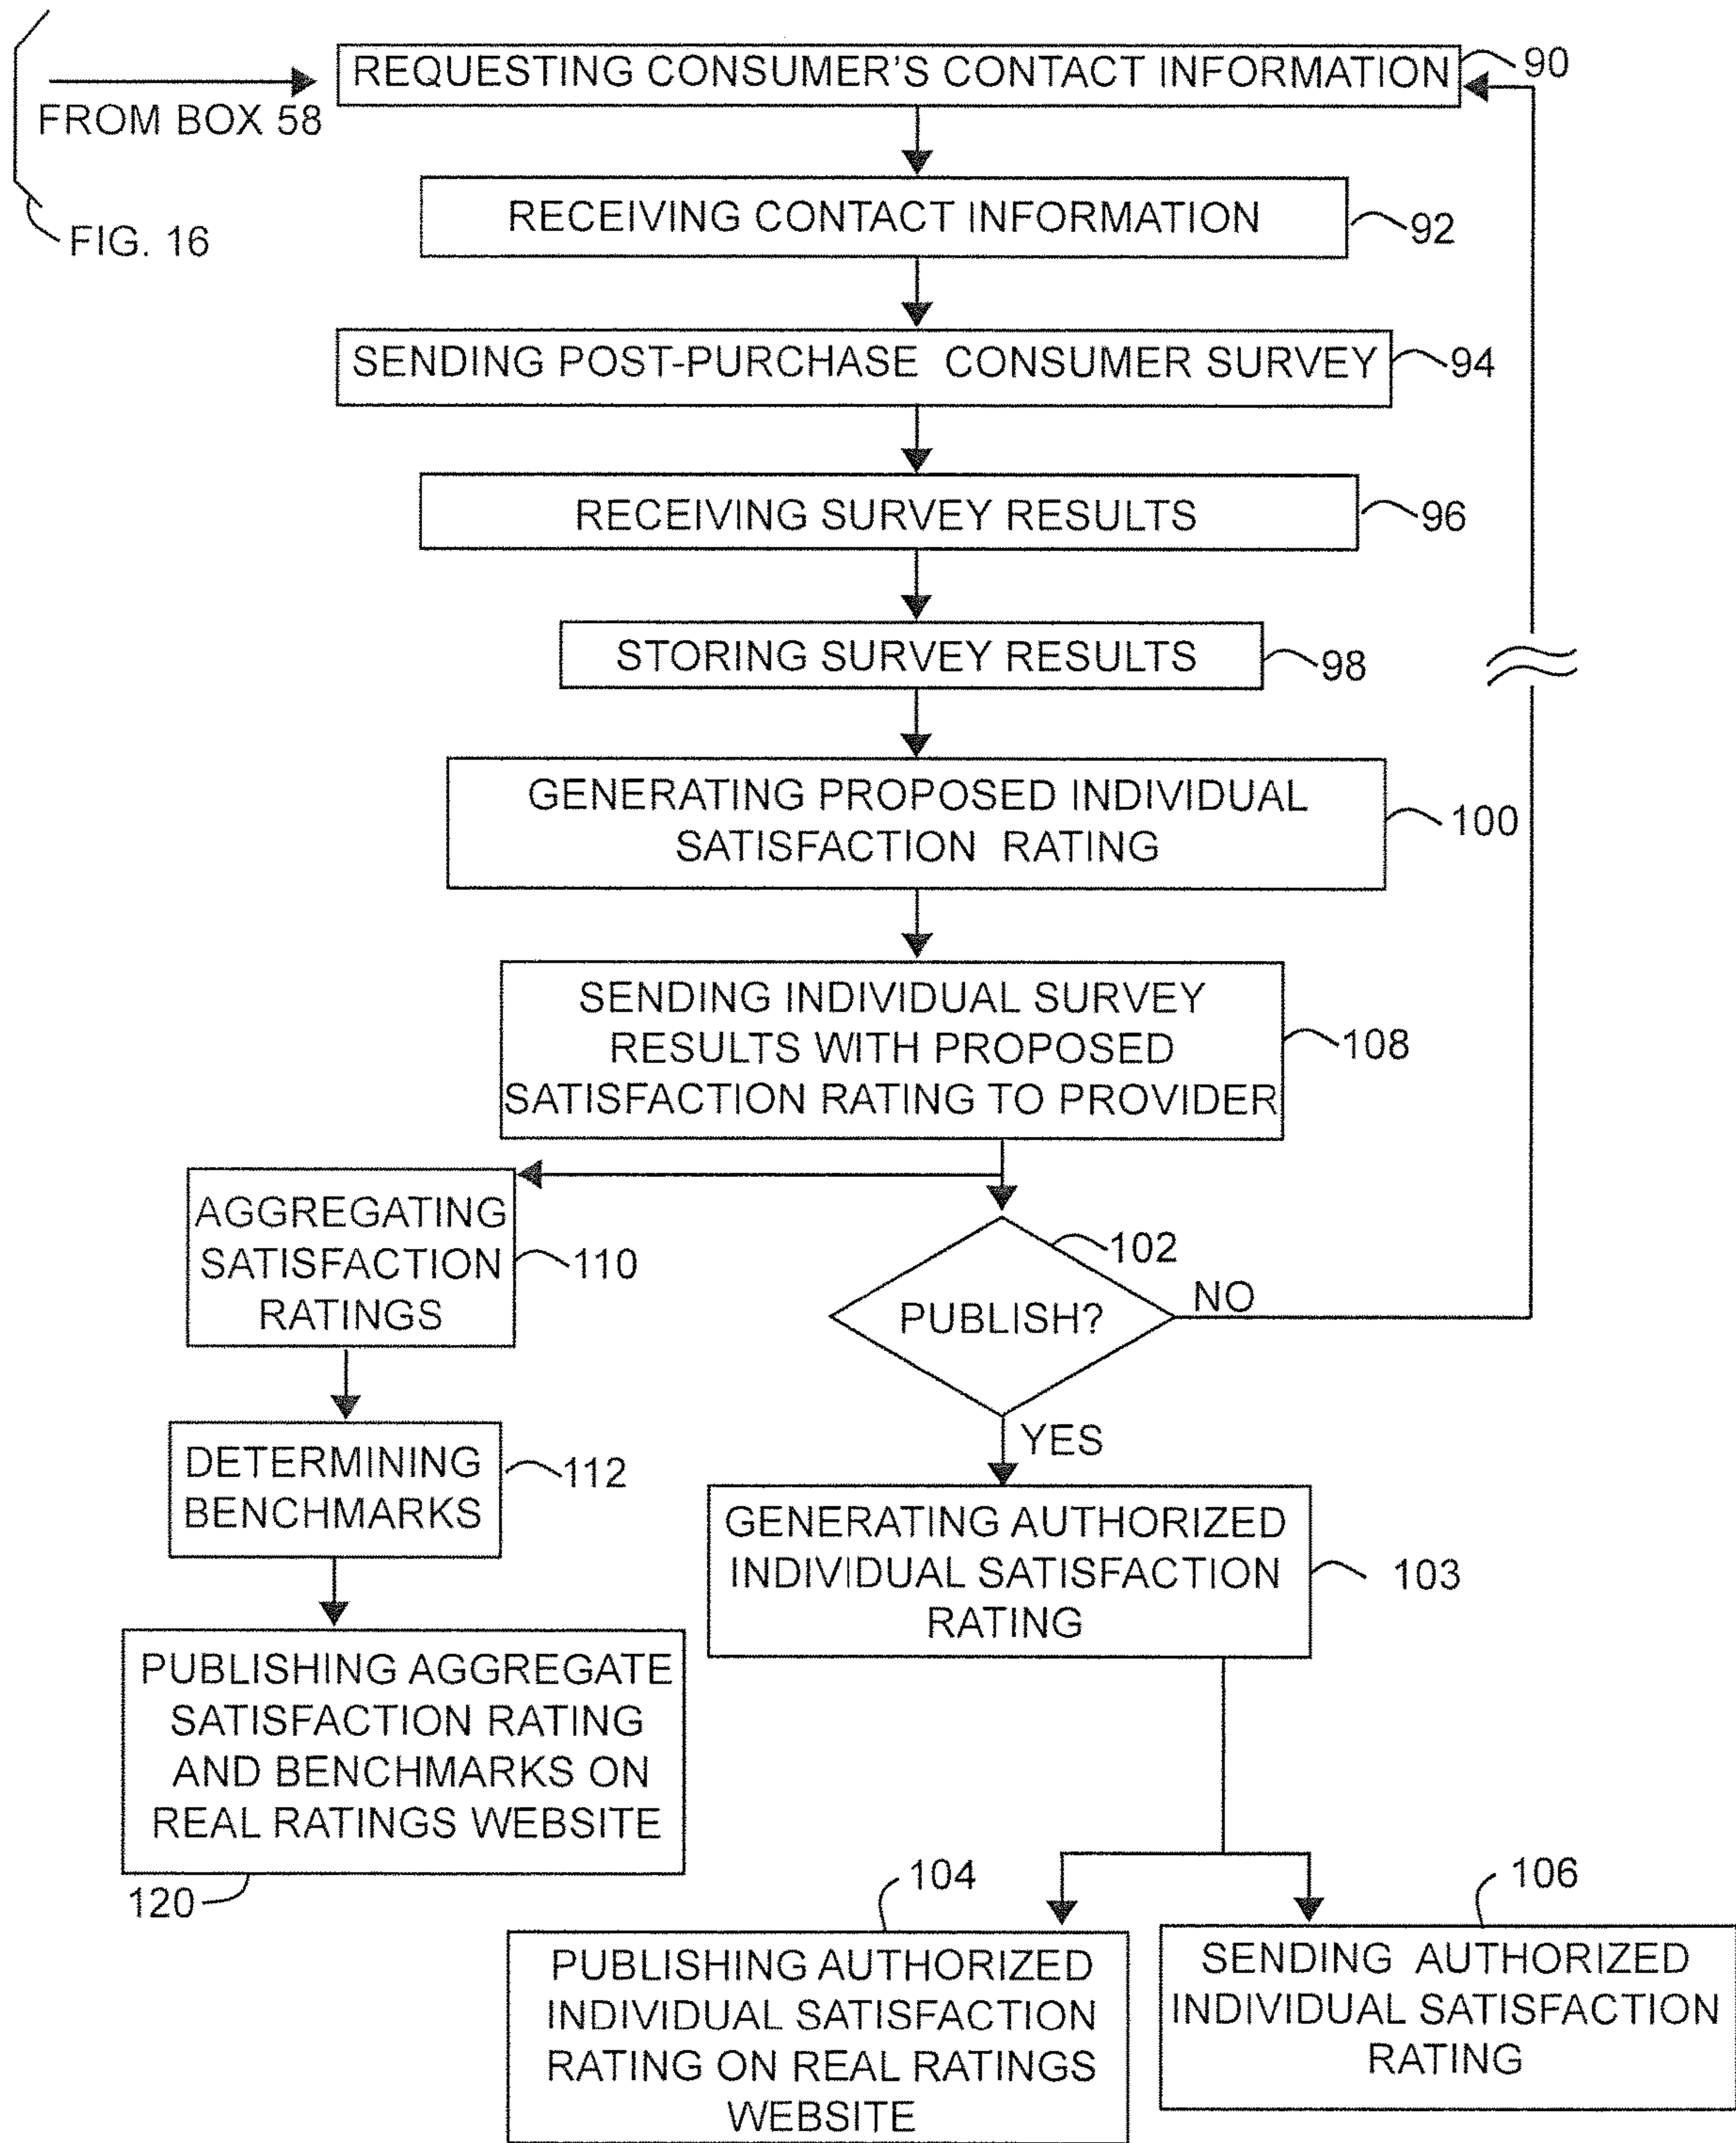 REQUESTING CONSUMER'S CONTACT INFORMATION
90
FROM BOX 58
FIG. 16
RECEIVING CONTACT INFORMATION
92
SENDING POST-PURCHASE CONSUMER SURVEY
94
RECEIVING SURVEY RESULTS
96
STORING SURVEY RESULTS
98
GENERATING PROPOSED INDIVIDUAL
SATISFACTION RATING
100
SENDING INDIVIDUAL SURVEY
RESULTS WITH PROPOSED
SATISFACTION RATING TO PROVIDER
108
AGGREGATING
SATISFACTION
RATINGS
110
102
PUBLISH?
NO
YES
DETERMINING
BENCHMARKS
112
GENERATING AUTHORIZED
INDIVIDUAL SATISFACTION
RATING
103
PUBLISHING AGGREGATE
SATISFACTION RATING
AND BENCHMARKS ON
REAL RATINGS WEBSITE
120
104
PUBLISHING AUTHORIZED
INDIVIDUAL SATISFACTION
RATING ON REAL RATINGS
WEBSITE
106
SENDING AUTHORIZED
INDIVIDUAL SATISFACTION
RATING